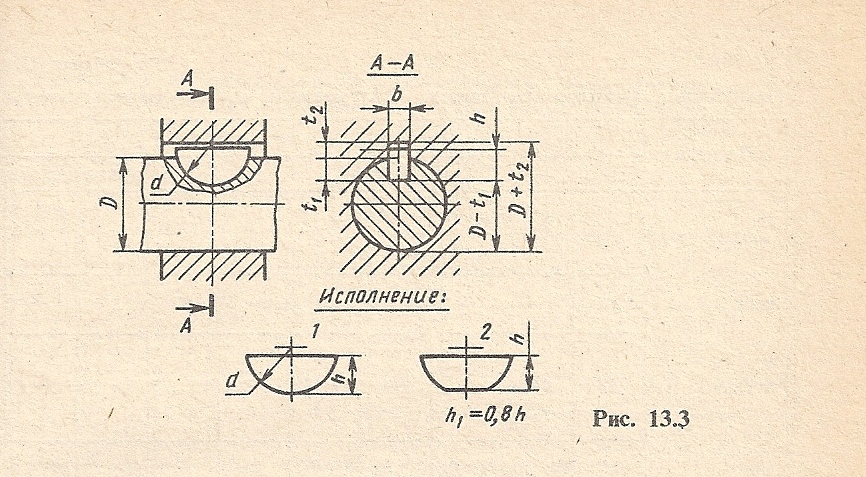 A
A–A
b
t₂
h
d
D
t₁
D–t₁
D+t₂
A
Исполнение:
1
2
d
h
h
h₁=0,8h
Рис. 13.3